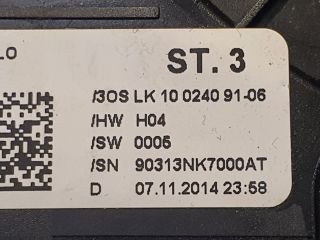 LO
ST. 3
/3OS LK 10 0240 91-06
/HW H04
/SW 0005
/SN 90313NK7000AT
D 07.11.2014 23:58